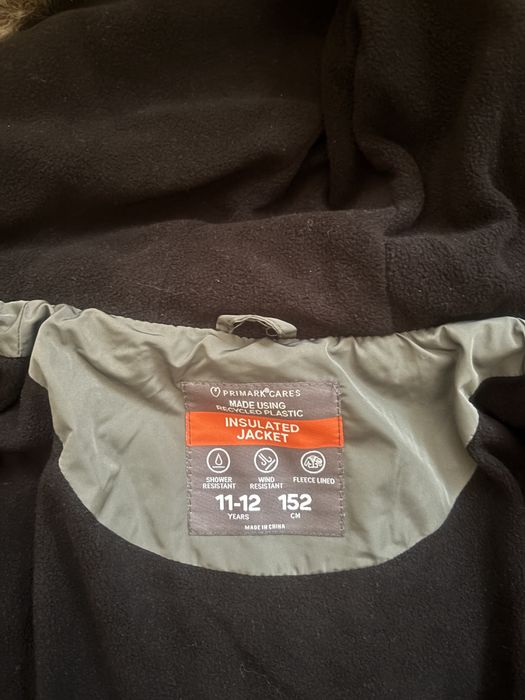 PRIMARK® CARES
MADE USING
RECYCLED PLASTIC
INSULATED
JACKET
SHOWER RESISTANT
WIND RESISTANT
FLEECE LINED
11-12 YEARS
152 CM
MADE IN CHINA